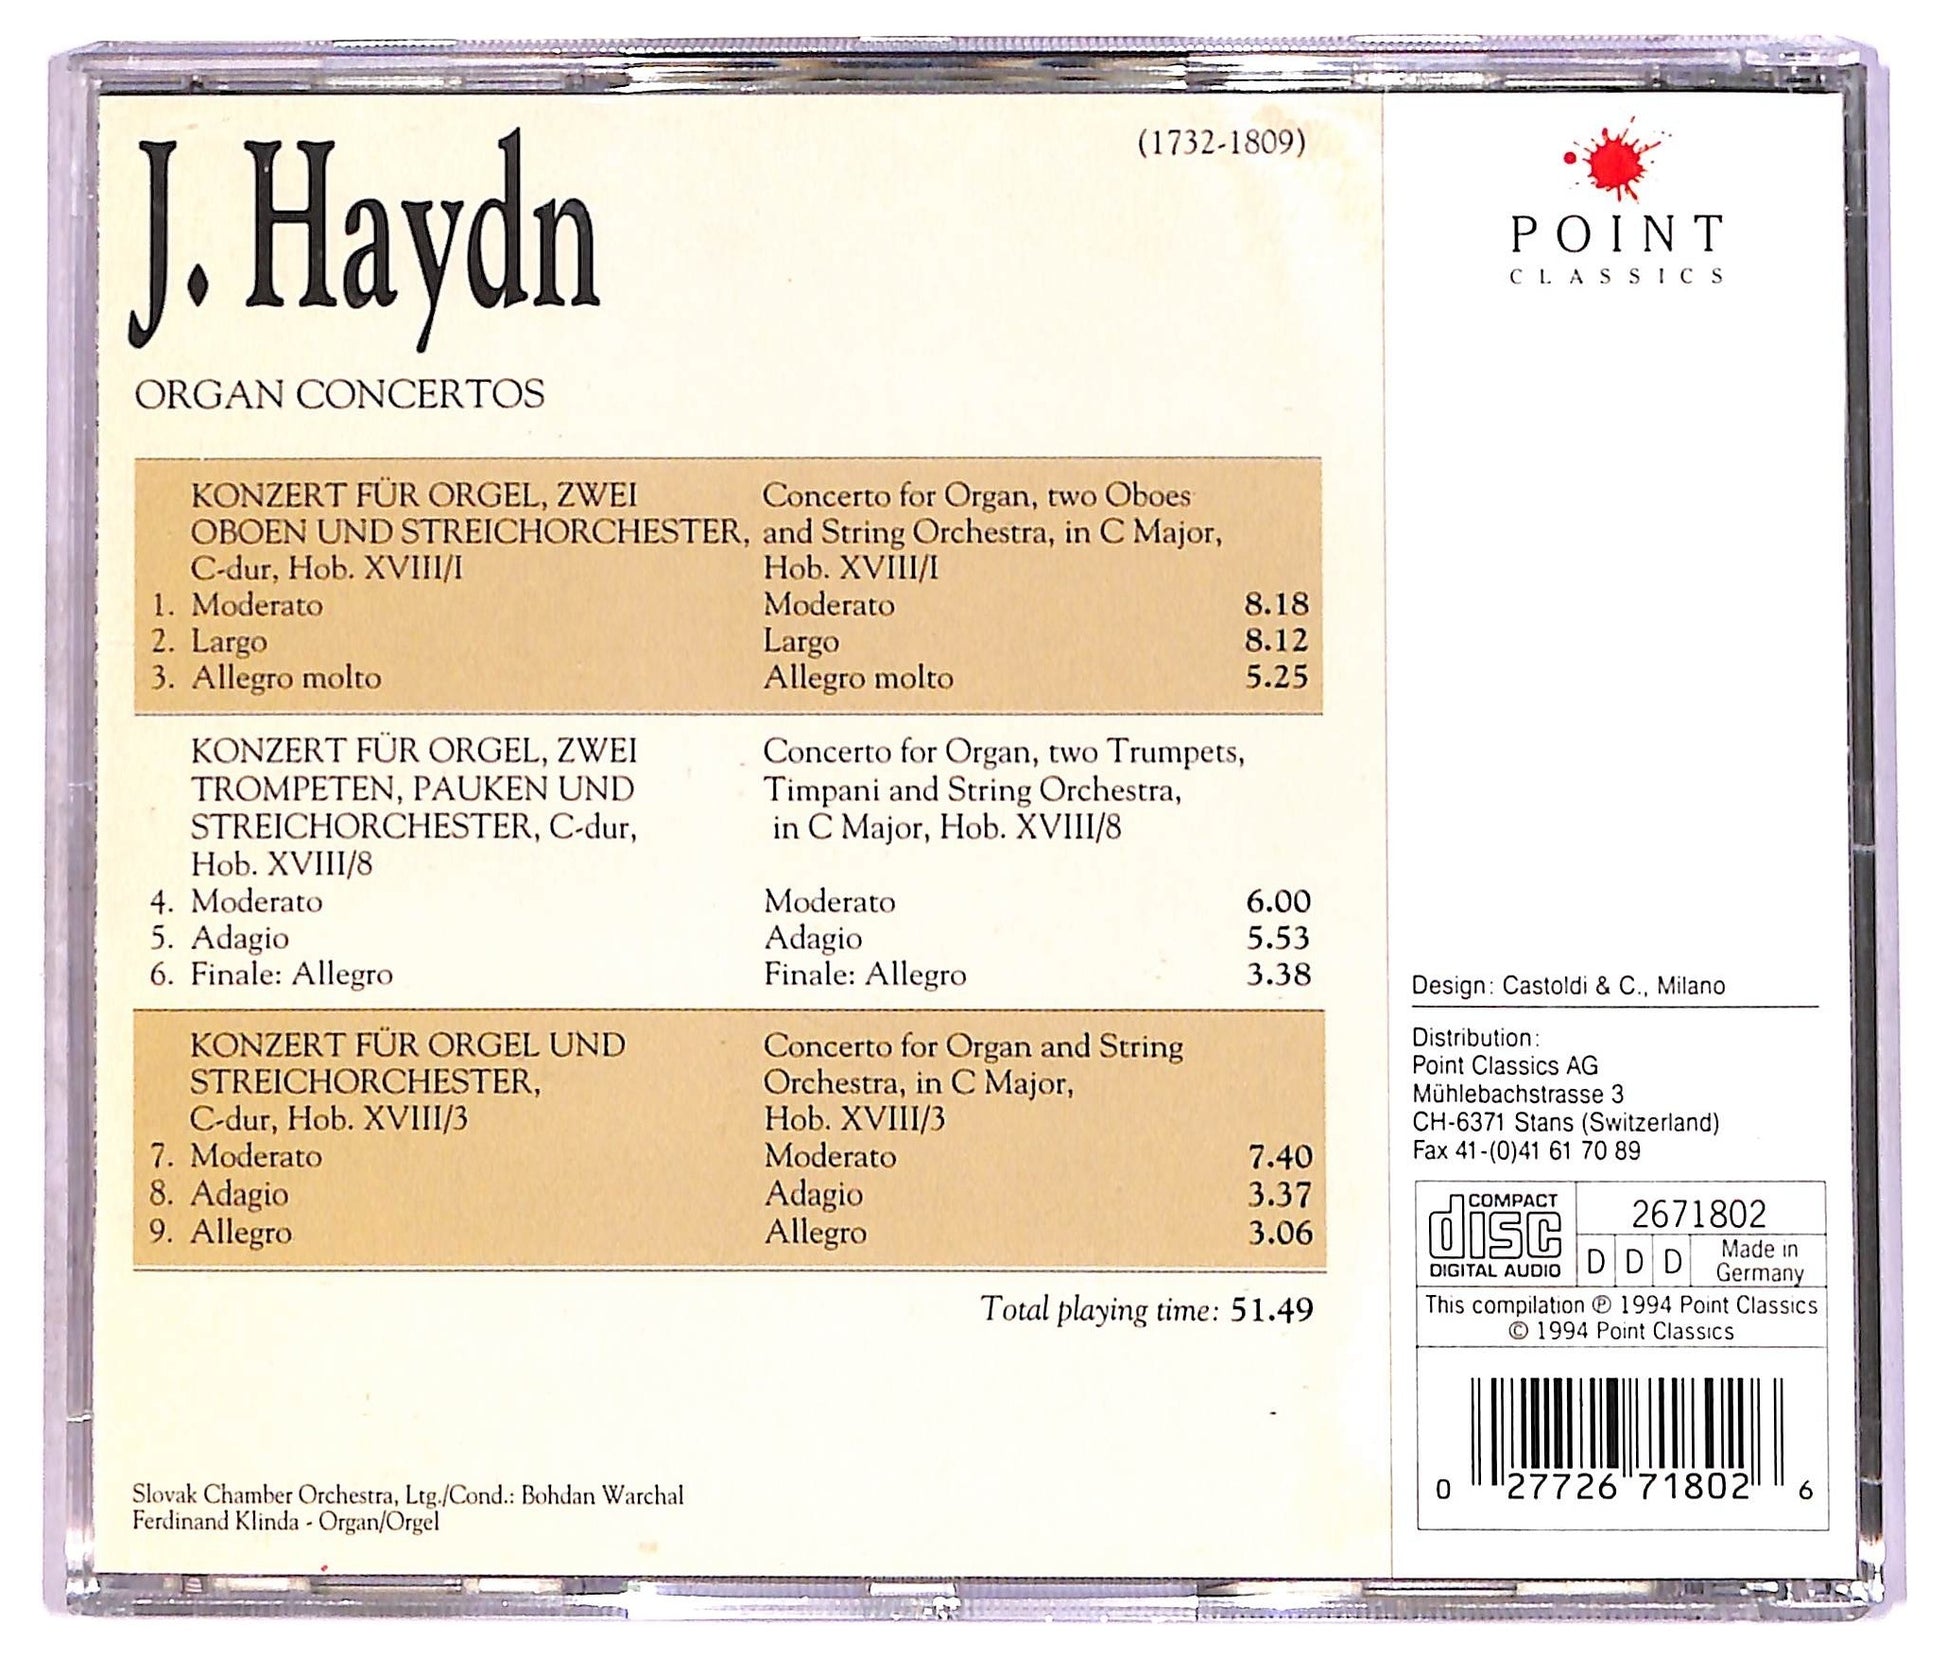 J. Haydn
(1732-1809)
ORGAN CONCERTOS
KONZERT FÜR ORGEL, ZWEI
OBOEN UND STREICHORCHESTER,
C-dur, Hob. XVIII/I
Concerto for Organ, two Oboes
and String Orchestra, in C Major,
Hob. XVIII/I
1. Moderato Moderato 8.18
2. Largo Largo 8.12
3. Allegro molto Allegro molto 5.25
KONZERT FÜR ORGEL, ZWEI
TROMPETEN, PAUKEN UND
STREICHORCHESTER, C-dur,
Hob. XVIII/8
Concerto for Organ, two Trumpets,
Timpani and String Orchestra,
in C Major, Hob. XVIII/8
4. Moderato Moderato 6.00
5. Adagio Adagio 5.53
6. Finale: Allegro Finale: Allegro 3.38
KONZERT FÜR ORGEL UND
STREICHORCHESTER,
C-dur, Hob. XVIII/3
Concerto for Organ and String
Orchestra, in C Major,
Hob. XVIII/3
7. Moderato Moderato 7.40
8. Adagio Adagio 3.37
9. Allegro Allegro 3.06
Total playing time: 51.49
Slovak Chamber Orchestra, Ltg./Cond.: Bohdan Warchal
Ferdinand Klinda - Organ/Orgel
POINT
CLASSICS
Design: Castoldi & C., Milano
Distribution:
Point Classics AG
Mühlebachstrasse 3
CH-6371 Stans (Switzerland)
Fax 41-(0)41 61 70 89
COMPACT
disc
DIGITAL AUDIO
2671802
D D D
Made in
Germany
This compilation ℗ 1994 Point Classics
© 1994 Point Classics
0 27726 71802 6